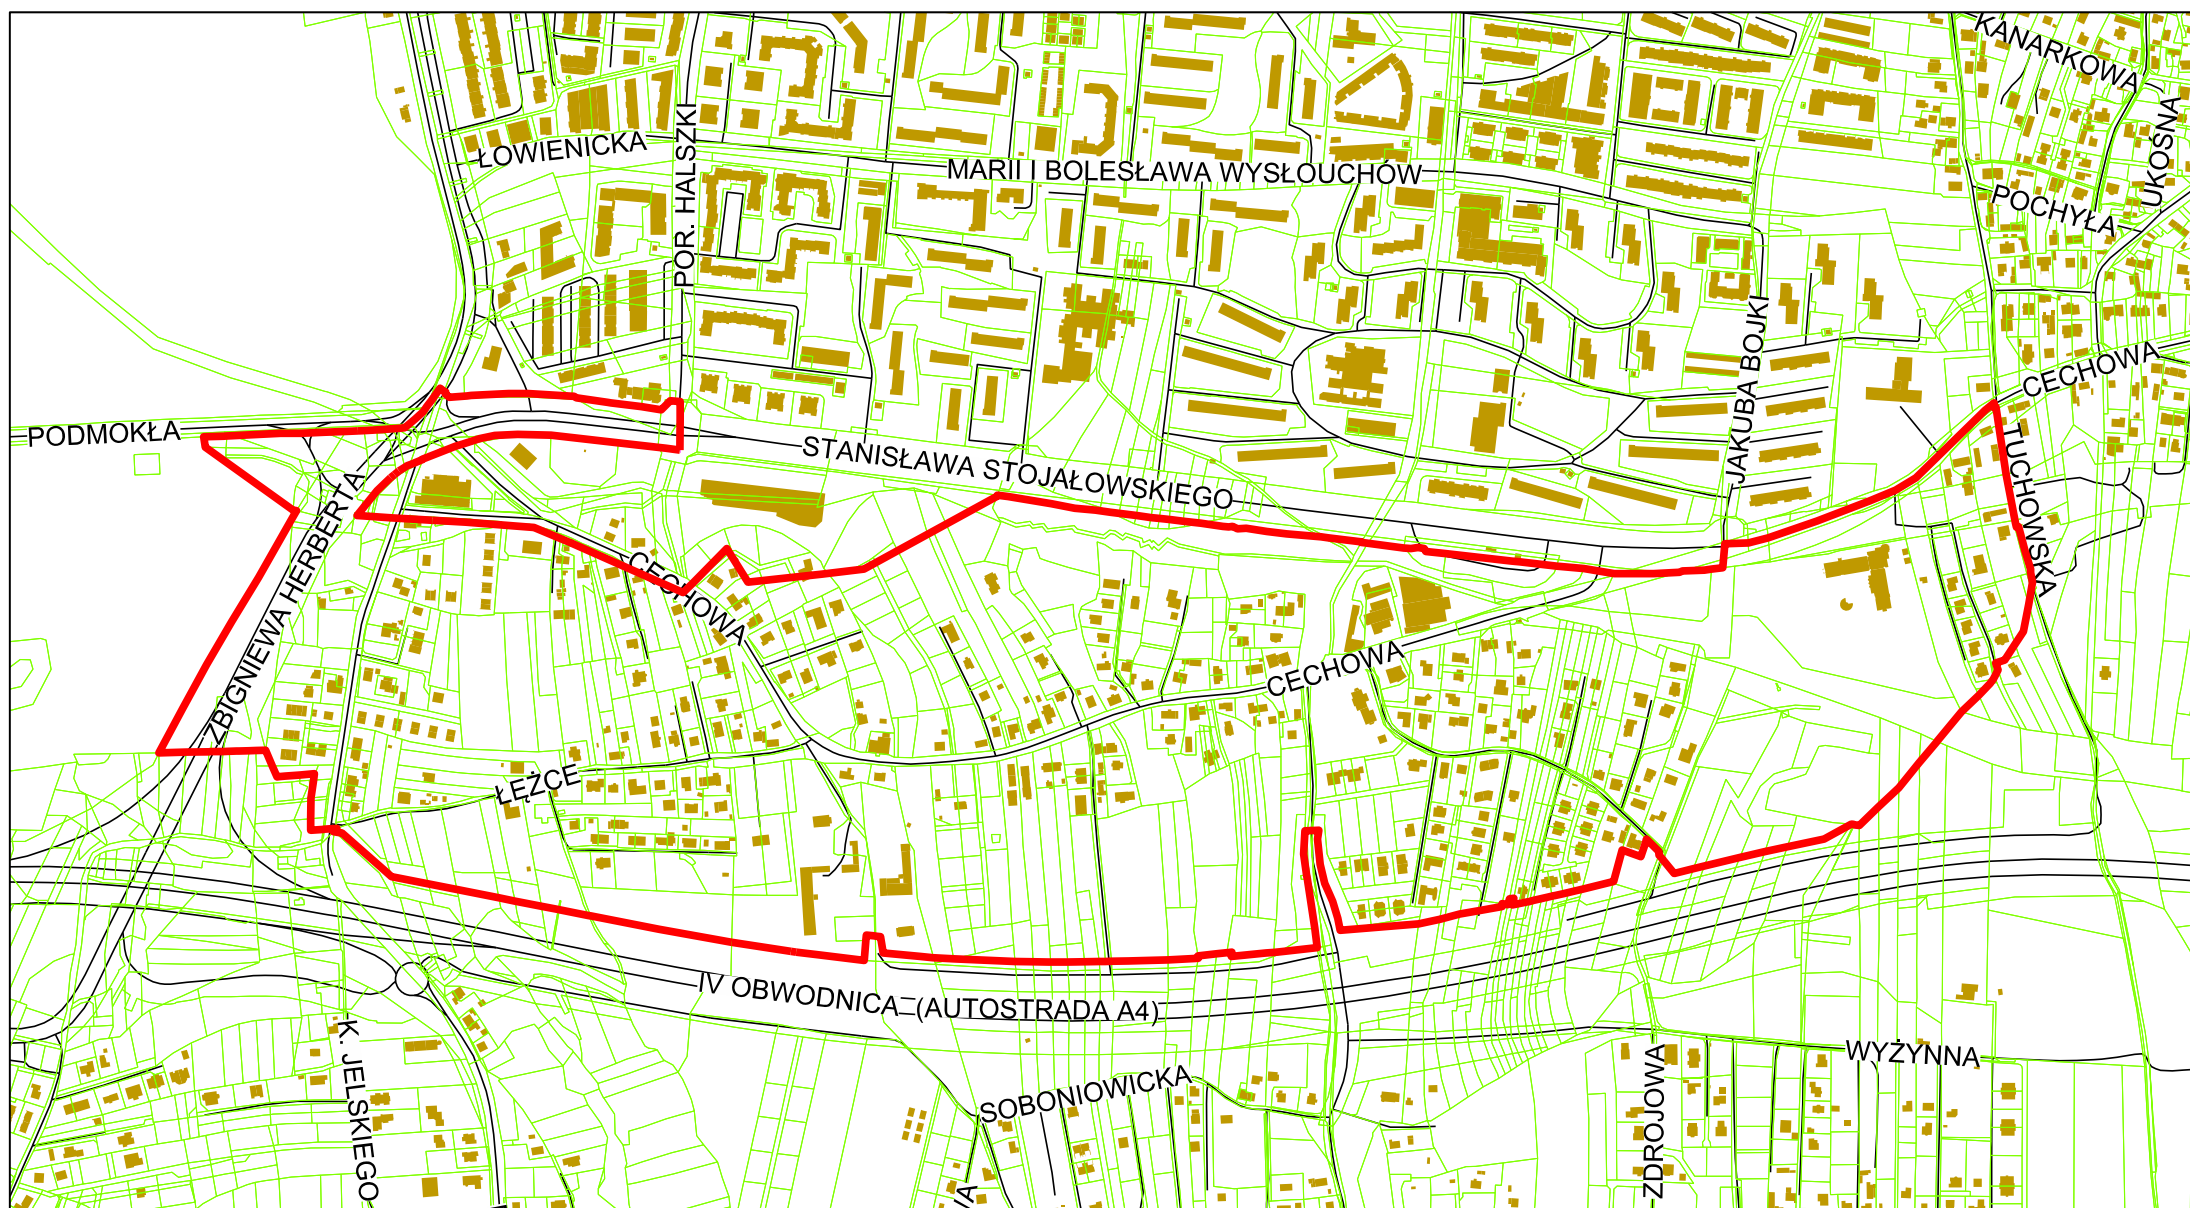 KANARKOWA
UKOŚNA
ŁOWIENICKA
POR. HALSZKI
MARII I BOLESŁAWA WYSŁOUCHÓW
POCHYŁA
JAKUBA BOJKI
CECHOWA
PODMOKŁA
STANISŁAWA STOJAŁOWSKIEGO
TUCHOWSKA
ZBIGNIEWA HERBERTA
CECHOWA
CECHOWA
ŁĘŻCE
IV OBWODNICA (AUTOSTRADA A4)
K. JELSKIEGO
SOBONIOWICKA
ZDROJOWA
WYŻYNNA